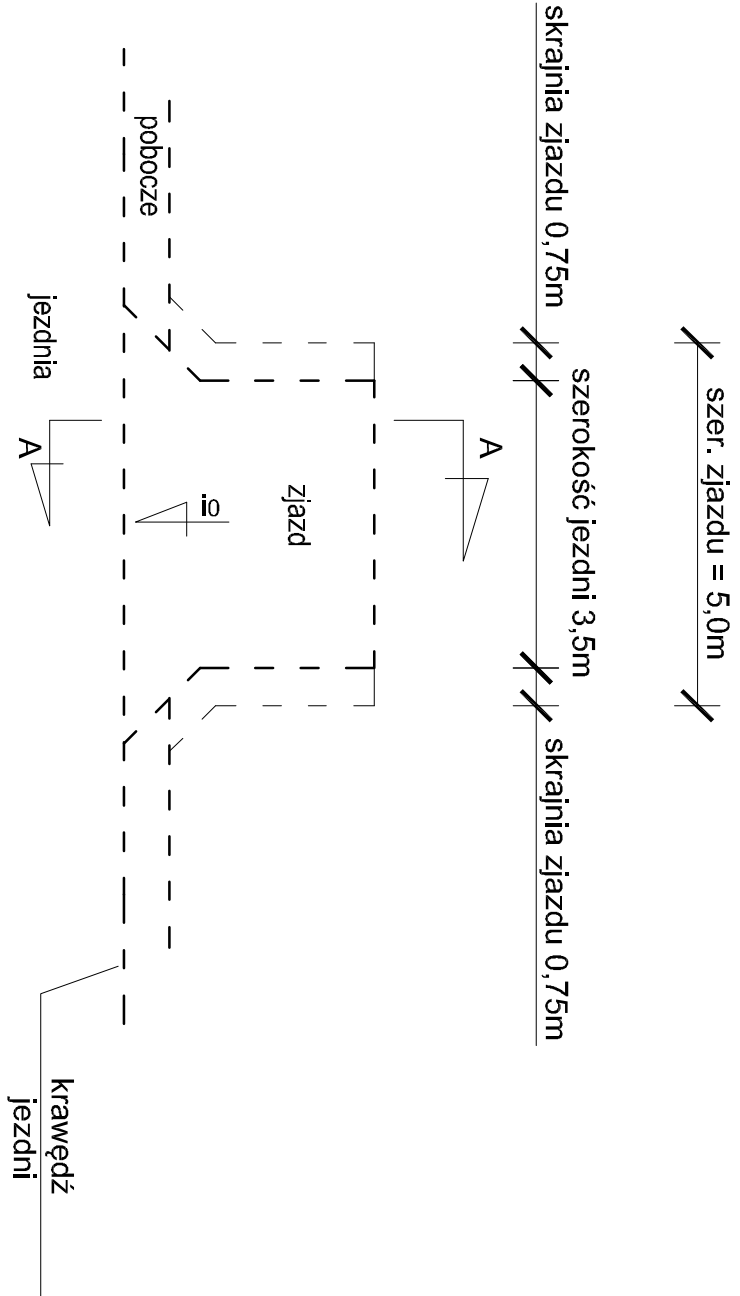 szer. zjazdu = 5,0m
skrajnia zjazdu 0,75m
szerokość jezdni 3,5m
skrajnia zjazdu 0,75m
A
zjazd
i0
pobocze
jezdnia
A
krawędź
jezdni